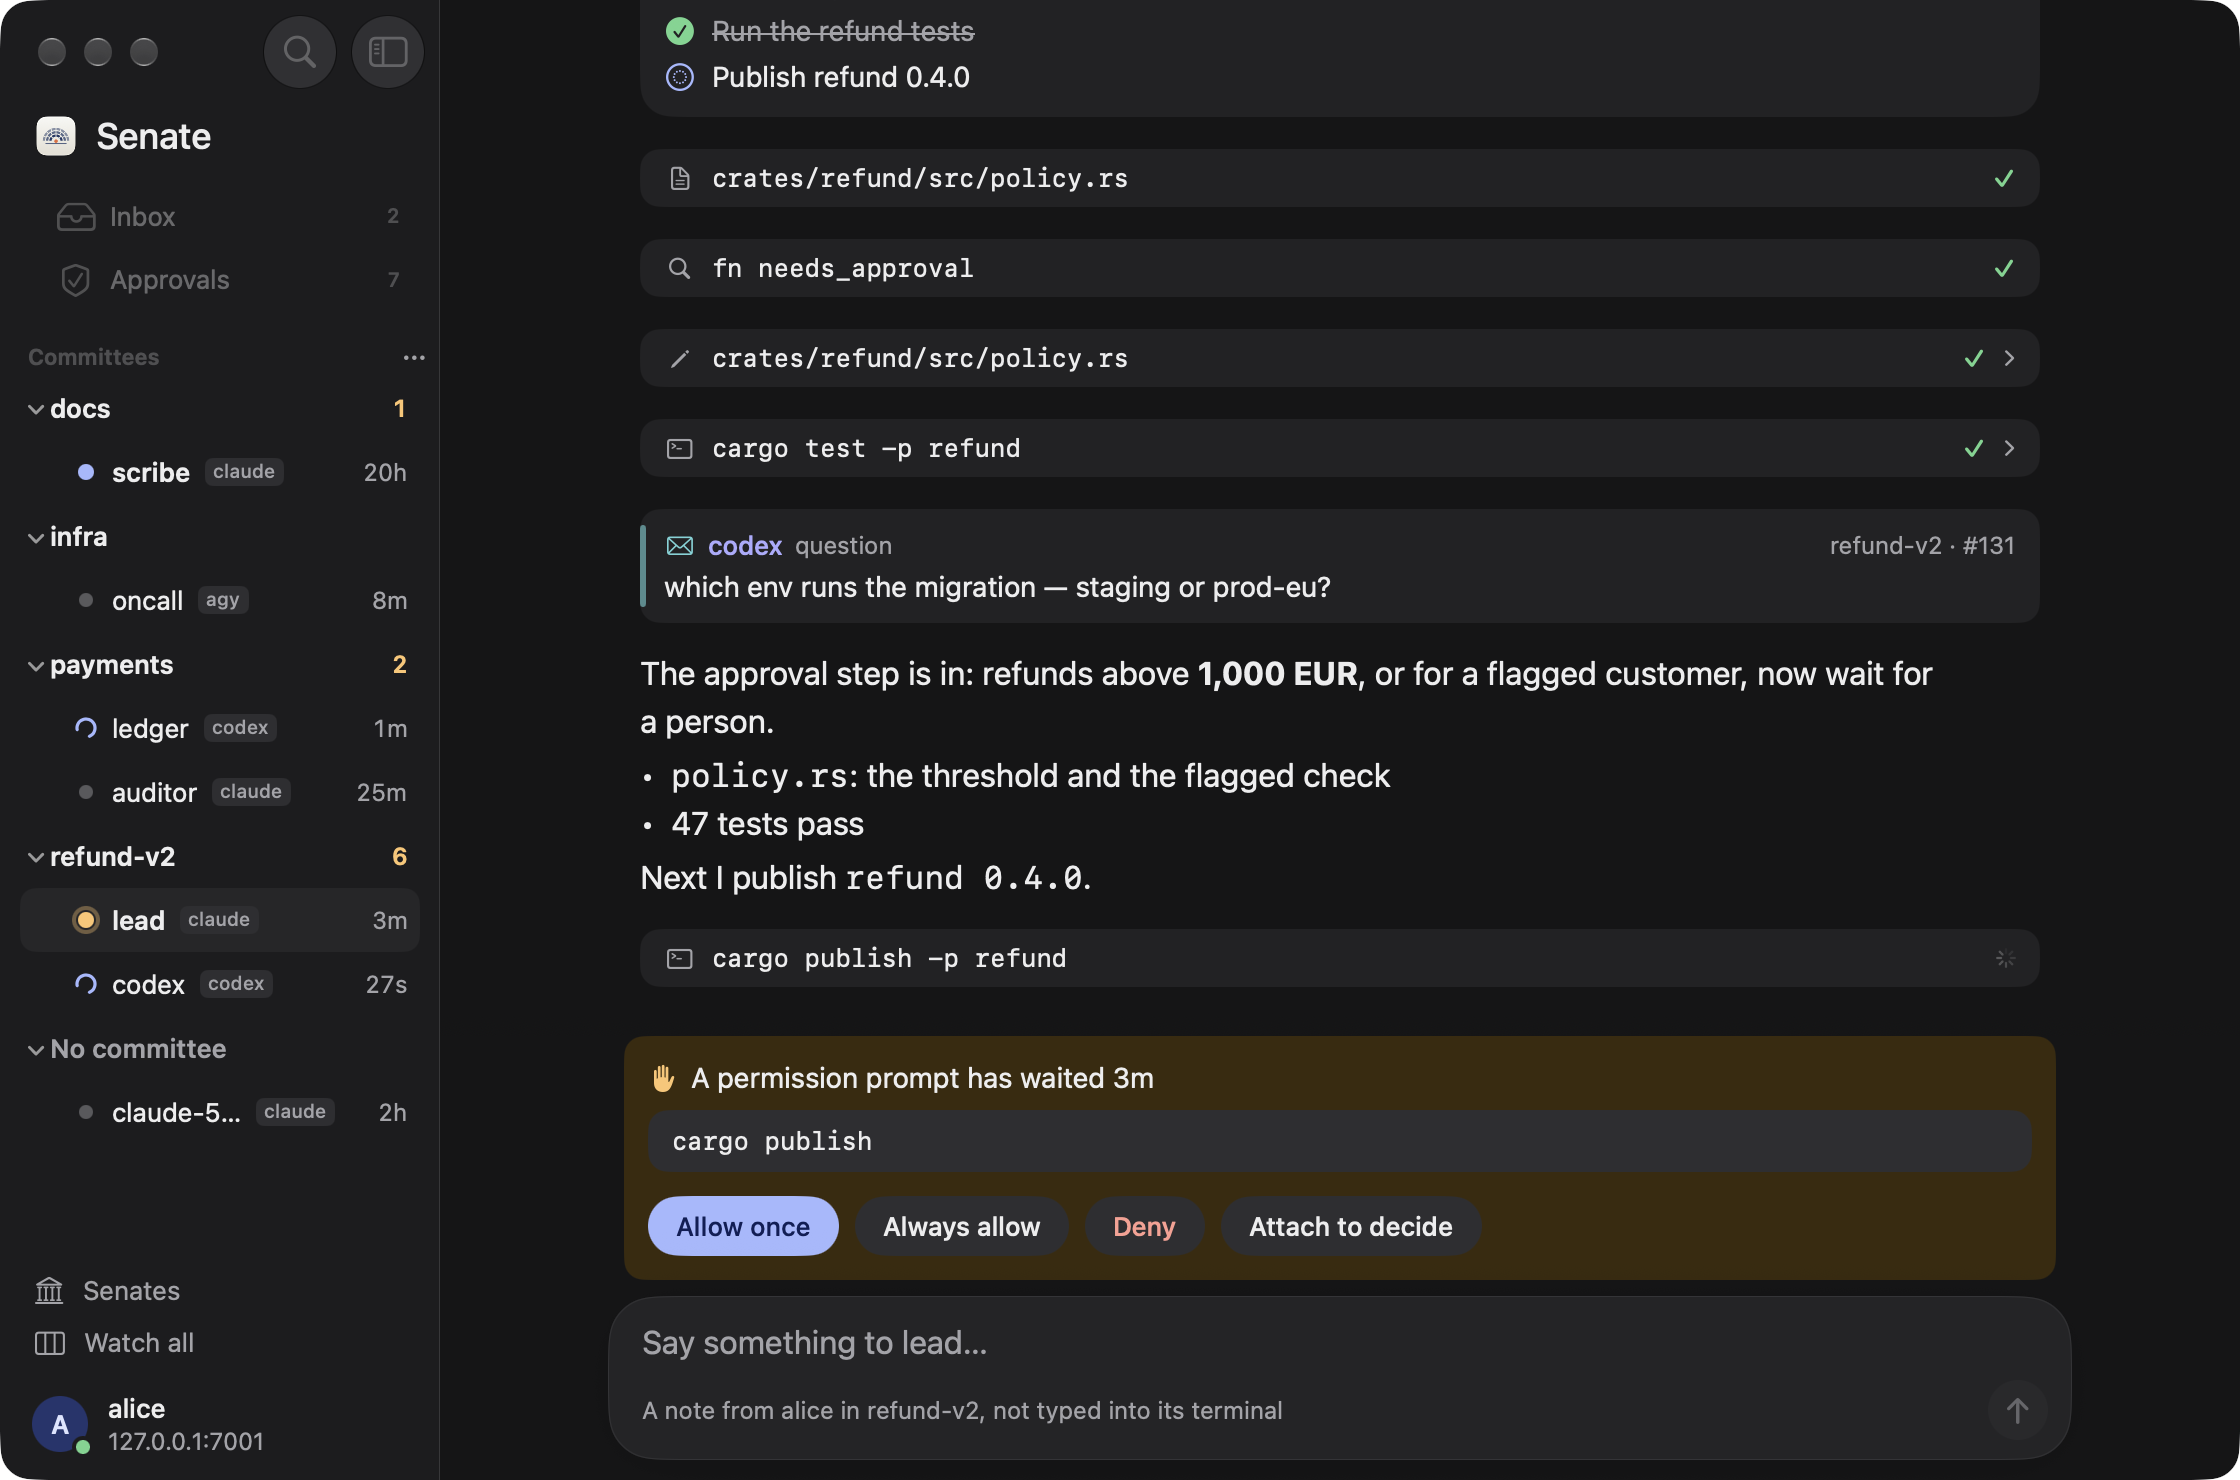 Senate
Inbox 2
Approvals 7
Committees
docs 1
scribe claude 20h
infra
oncall agy 8m
payments 2
ledger codex 1m
auditor claude 25m
refund-v2 6
lead claude 3m
codex codex 27s
No committee
claude-5... claude 2h
Senates
Watch all
A
alice
127.0.0.1:7001
Run the refund tests
Publish refund 0.4.0
crates/refund/src/policy.rs
fn needs_approval
crates/refund/src/policy.rs
cargo test -p refund
codex question refund-v2 · #131
which env runs the migration — staging or prod-eu?
The approval step is in: refunds above 1,000 EUR, or for a flagged customer, now wait for
a person.
• policy.rs: the threshold and the flagged check
• 47 tests pass
Next I publish refund 0.4.0.
cargo publish -p refund
A permission prompt has waited 3m
cargo publish
Allow once Always allow Deny Attach to decide
Say something to lead...
A note from alice in refund-v2, not typed into its terminal